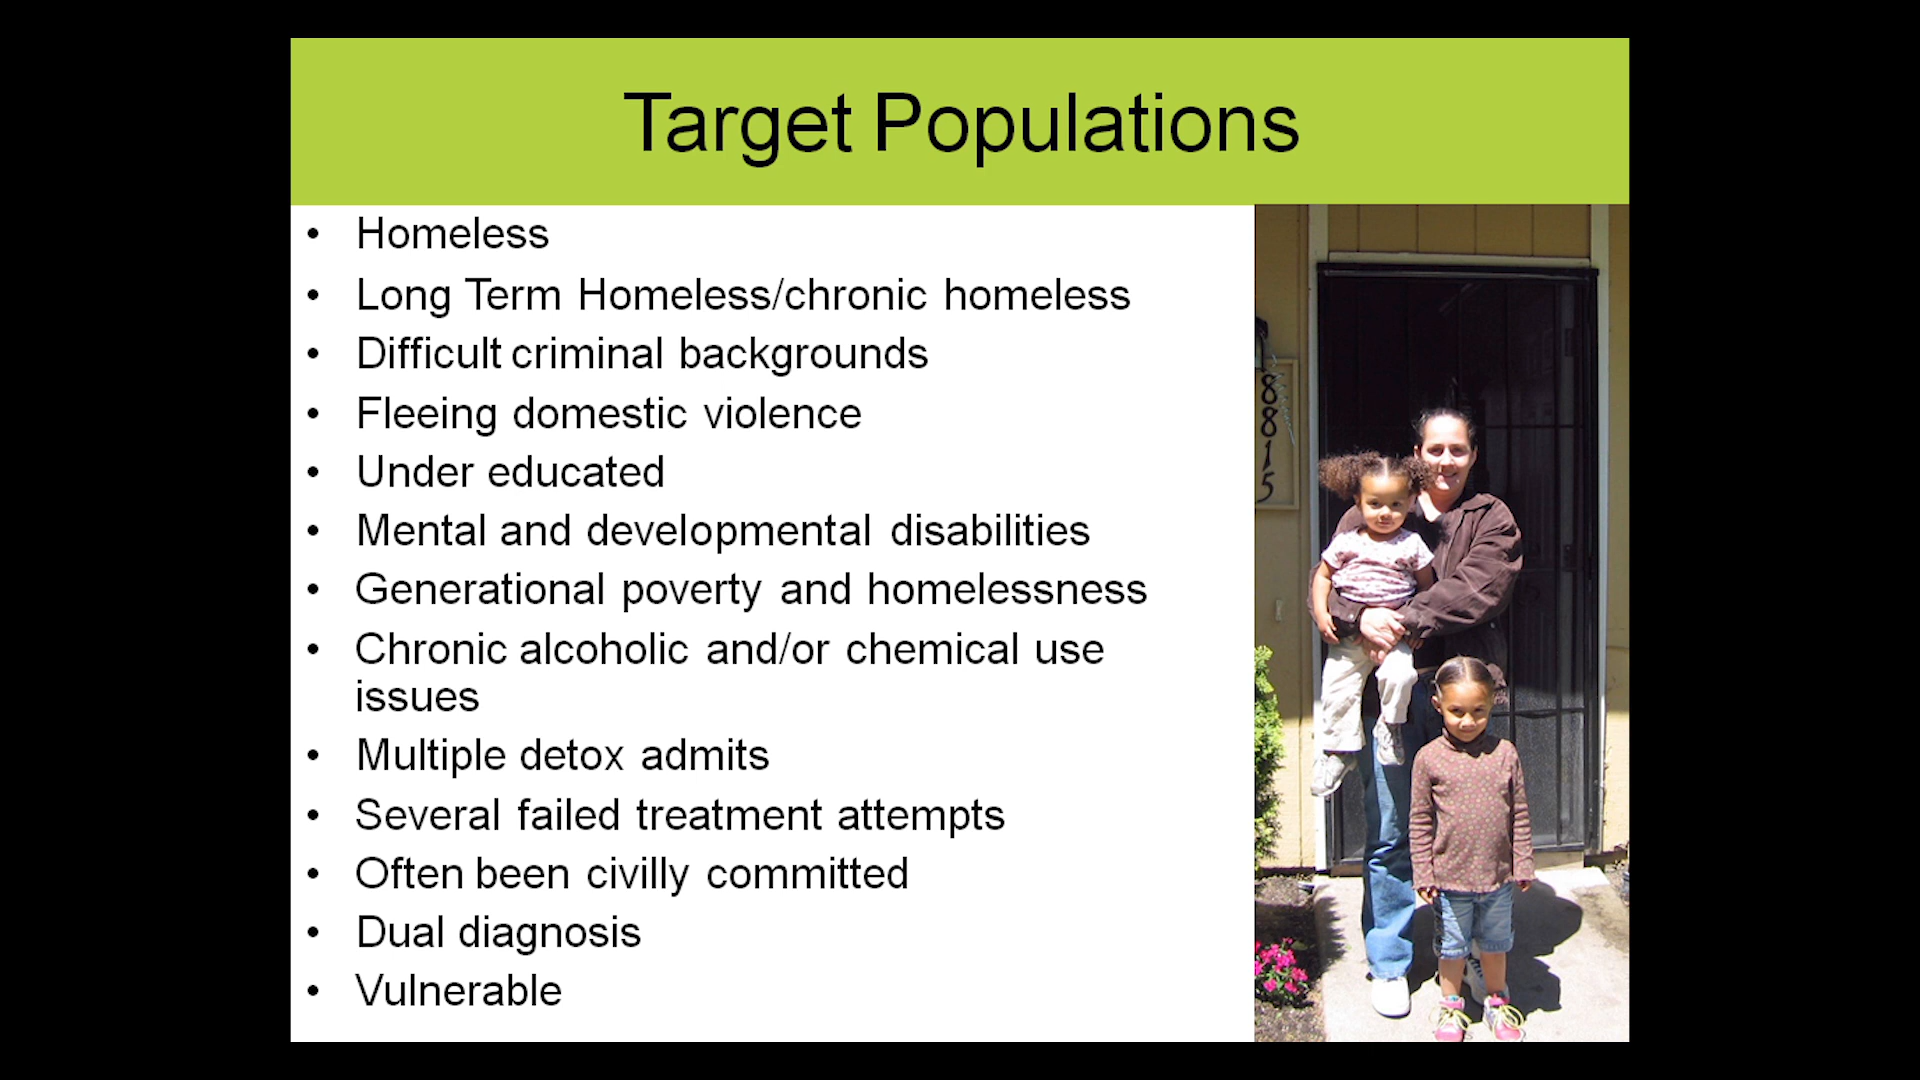 Target Populations
• Homeless
• Long Term Homeless/chronic homeless
• Difficult criminal backgrounds
• Fleeing domestic violence
• Under educated
• Mental and developmental disabilities
• Generational poverty and homelessness
• Chronic alcoholic and/or chemical use
issues
• Multiple detox admits
• Several failed treatment attempts
• Often been civilly committed
• Dual diagnosis
• Vulnerable
8815